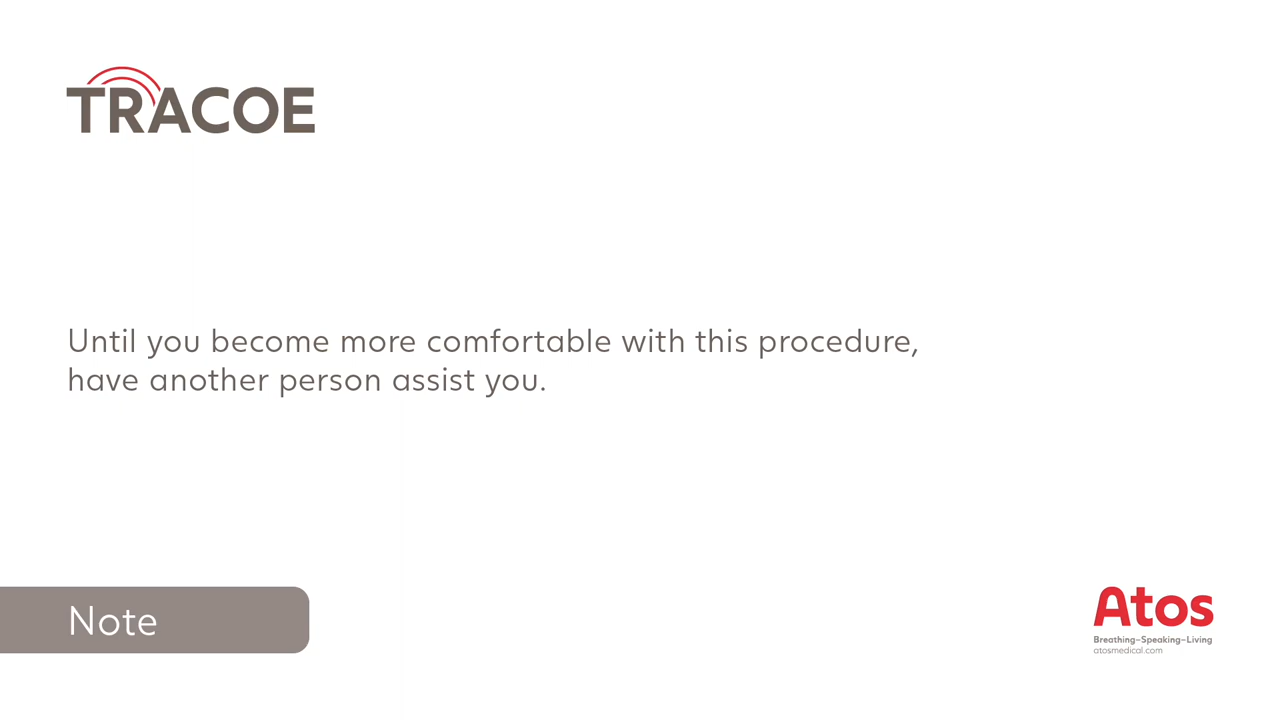 TRACOE
Until you become more comfortable with this procedure,
have another person assist you.
Note
Atos
Breathing–Speaking–Living
atosmedical.com